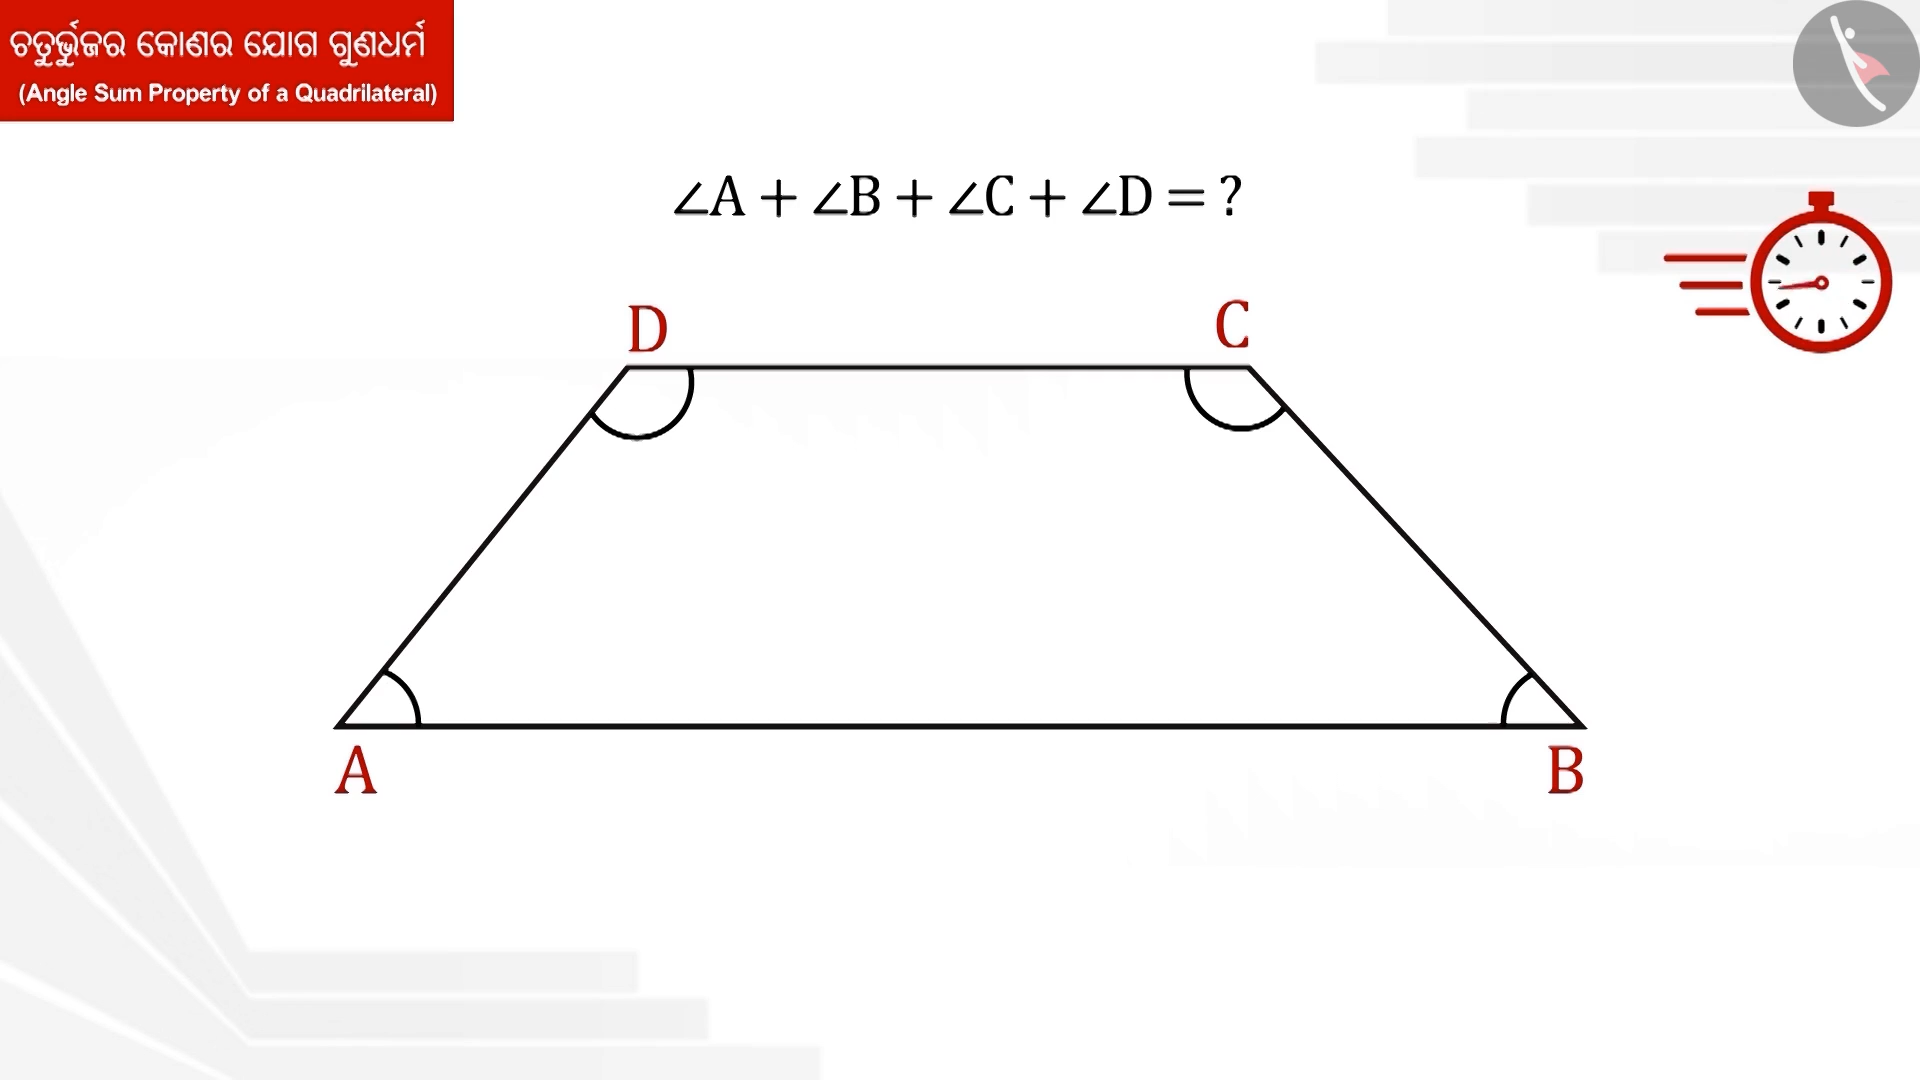 ଚତୁର୍ଭୁଜର କୋଣର ଯୋଗ ଗୁଣଧର୍ମ
(Angle Sum Property of a Quadrilateral)
∠A + ∠B + ∠C + ∠D = ?
D C
A B